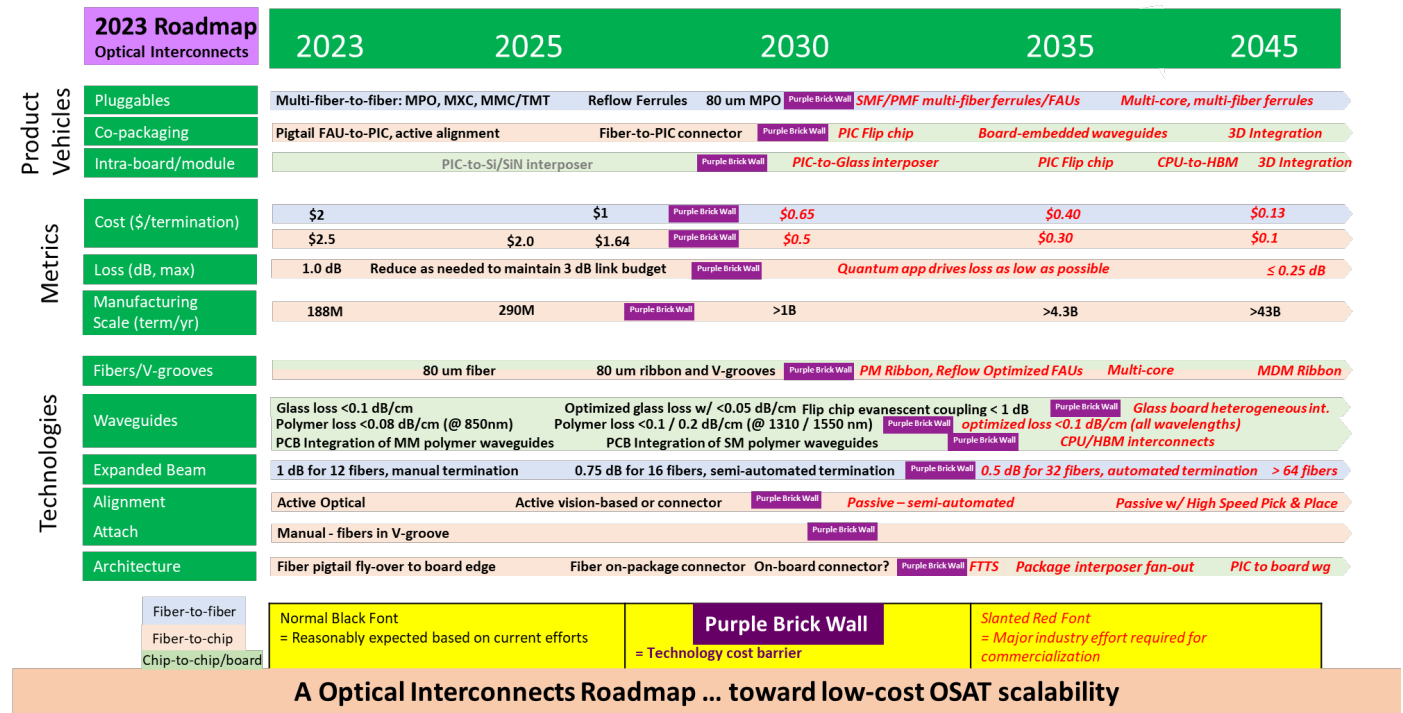 2023 Roadmap
Optical Interconnects
2023 2025 2030 2035 2045
Product
Vehicles
Pluggables
Multi-fiber-to-fiber: MPO, MXC, MMC/TMT Reflow Ferrules 80 um MPO Purple Brick Wall SMF/PMF multi-fiber ferrules/FAUs Multi-core, multi-fiber ferrules
Co-packaging
Pigtail FAU-to-PIC, active alignment Fiber-to-PIC connector Purple Brick Wall PIC Flip chip Board-embedded waveguides 3D Integration
Intra-board/module
PIC-to-Si/SiN interposer Purple Brick Wall PIC-to-Glass interposer PIC Flip chip CPU-to-HBM 3D Integration
Metrics
Cost ($/termination)
$2 $1 Purple Brick Wall $0.65 $0.40 $0.13
$2.5 $2.0 $1.64 Purple Brick Wall $0.5 $0.30 $0.1
Loss (dB, max)
1.0 dB Reduce as needed to maintain 3 dB link budget Purple Brick Wall Quantum app drives loss as low as possible ≤ 0.25 dB
Manufacturing
Scale (term/yr)
188M 290M Purple Brick Wall >1B >4.3B >43B
Technologies
Fibers/V-grooves
80 um fiber 80 um ribbon and V-grooves Purple Brick Wall PM Ribbon, Reflow Optimized FAUs Multi-core MDM Ribbon
Waveguides
Glass loss <0.1 dB/cm Optimized glass loss w/ <0.05 dB/cm Flip chip evanescent coupling < 1 dB Purple Brick Wall Glass board heterogeneous int.
Polymer loss <0.08 dB/cm (@ 850nm) Polymer loss <0.1 / 0.2 dB/cm (@ 1310 / 1550 nm) Purple Brick Wall optimized loss <0.1 dB/cm (all wavelengths)
PCB Integration of MM polymer waveguides PCB Integration of SM polymer waveguides Purple Brick Wall CPU/HBM interconnects
Expanded Beam
1 dB for 12 fibers, manual termination 0.75 dB for 16 fibers, semi-automated termination Purple Brick Wall 0.5 dB for 32 fibers, automated termination > 64 fibers
Alignment
Active Optical Active vision-based or connector Purple Brick Wall Passive – semi-automated Passive w/ High Speed Pick & Place
Attach
Manual - fibers in V-groove Purple Brick Wall
Architecture
Fiber pigtail fly-over to board edge Fiber on-package connector On-board connector? Purple Brick Wall FTTS Package interposer fan-out PIC to board wg
Fiber-to-fiber
Fiber-to-chip
Chip-to-chip/board
Normal Black Font
= Reasonably expected based on current efforts
Purple Brick Wall
= Technology cost barrier
Slanted Red Font
= Major industry effort required for
commercialization
A Optical Interconnects Roadmap ... toward low-cost OSAT scalability